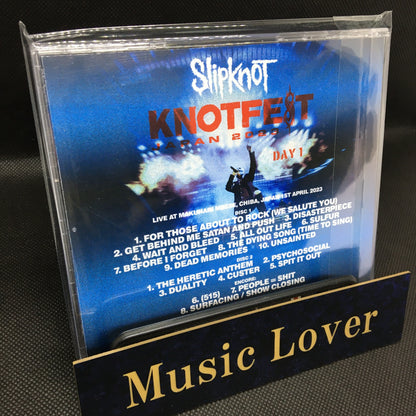 SLIPKNOT
KNOTFEST
JAPAN 2023
DAY 1
LIVE AT MAKUHARI MESSE, CHIBA, JAPAN 1ST APRIL 2023
DISC 1
1. FOR THOSE ABOUT TO ROCK (WE SALUTE YOU)
2. GET BEHIND ME SATAN AND PUSH 3. DISASTERPIECE
4. WAIT AND BLEED 5. ALL OUT LIFE 6. SULFUR
7. BEFORE I FORGET 8. THE DYING SONG (TIME TO SING)
9. DEAD MEMORIES 10. UNSAINTED
DISC 2
1. THE HERETIC ANTHEM 2. PSYCHOSOCIAL
3. DUALITY 4. CUSTER 5. SPIT IT OUT
ENCORE
6. (515) 7. PEOPLE = SHIT
8. SURFACING / SHOW CLOSING
Music Lover